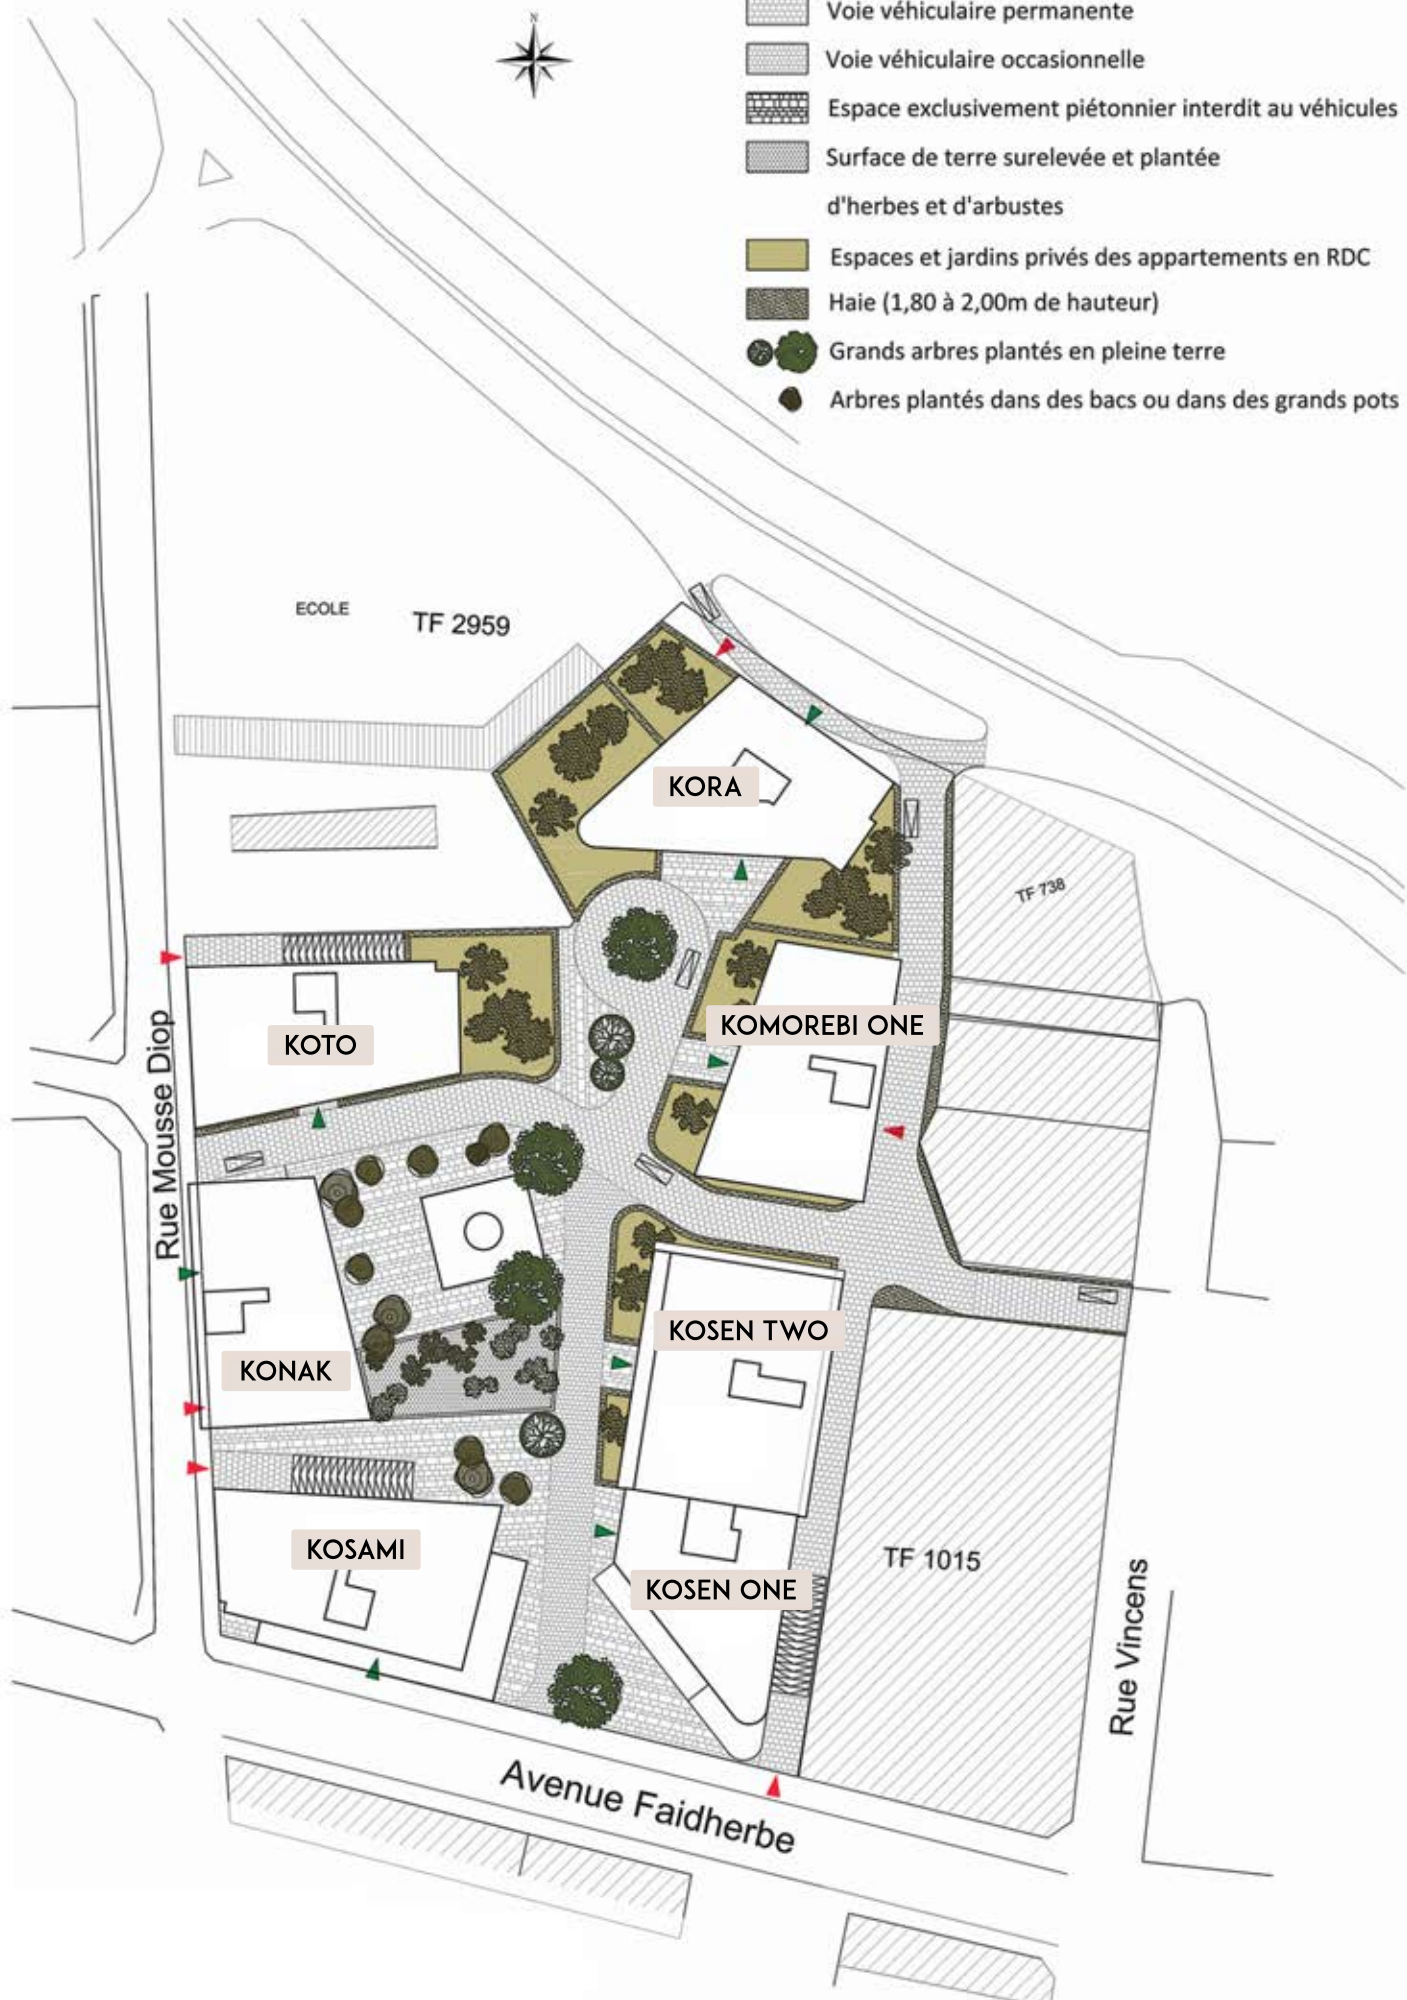 N
Voie véhiculaire permanente
Voie véhiculaire occasionnelle
Espace exclusivement piétonnier interdit au véhicules
Surface de terre surelevée et plantée
d'herbes et d'arbustes
Espaces et jardins privés des appartements en RDC
Haie (1,80 à 2,00m de hauteur)
Grands arbres plantés en pleine terre
Arbres plantés dans des bacs ou dans des grands pots
ECOLE
TF 2959
KORA
TF 738
KOMOREBI ONE
KOTO
Rue Mousse Diop
KOSEN TWO
KONAK
KOSAMI
TF 1015
KOSEN ONE
Rue Vincens
Avenue Faidherbe